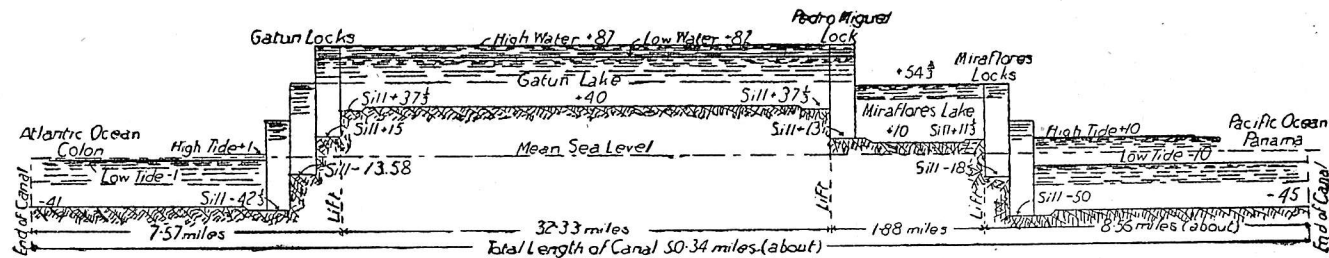 Pedro Miguel
Lock
Gatun Locks
High Water +87
Low Water +82
Miraflores
Locks
+54⅔
Gatun Lake
Sill+37⅓
+40
Sill+37⅓
Miraflores Lake
Sill+15
Sill+13
+10
Sill+11⅓
Atlantic Ocean
Colon
High Tide+1
Mean Sea Level
High Tide+10
Pacific Ocean
Panama
Low Tide-1
Sill-13.58
Sill-18⅓
Low Tide-10
-41
Sill-42⅓
Sill-50
-45
End of Canal
Lift
Lift
Lift
End of Canal
7.57 miles
32.33 miles
1.88 miles
8.56 miles (about)
Total Length of Canal 50.34 miles (about)